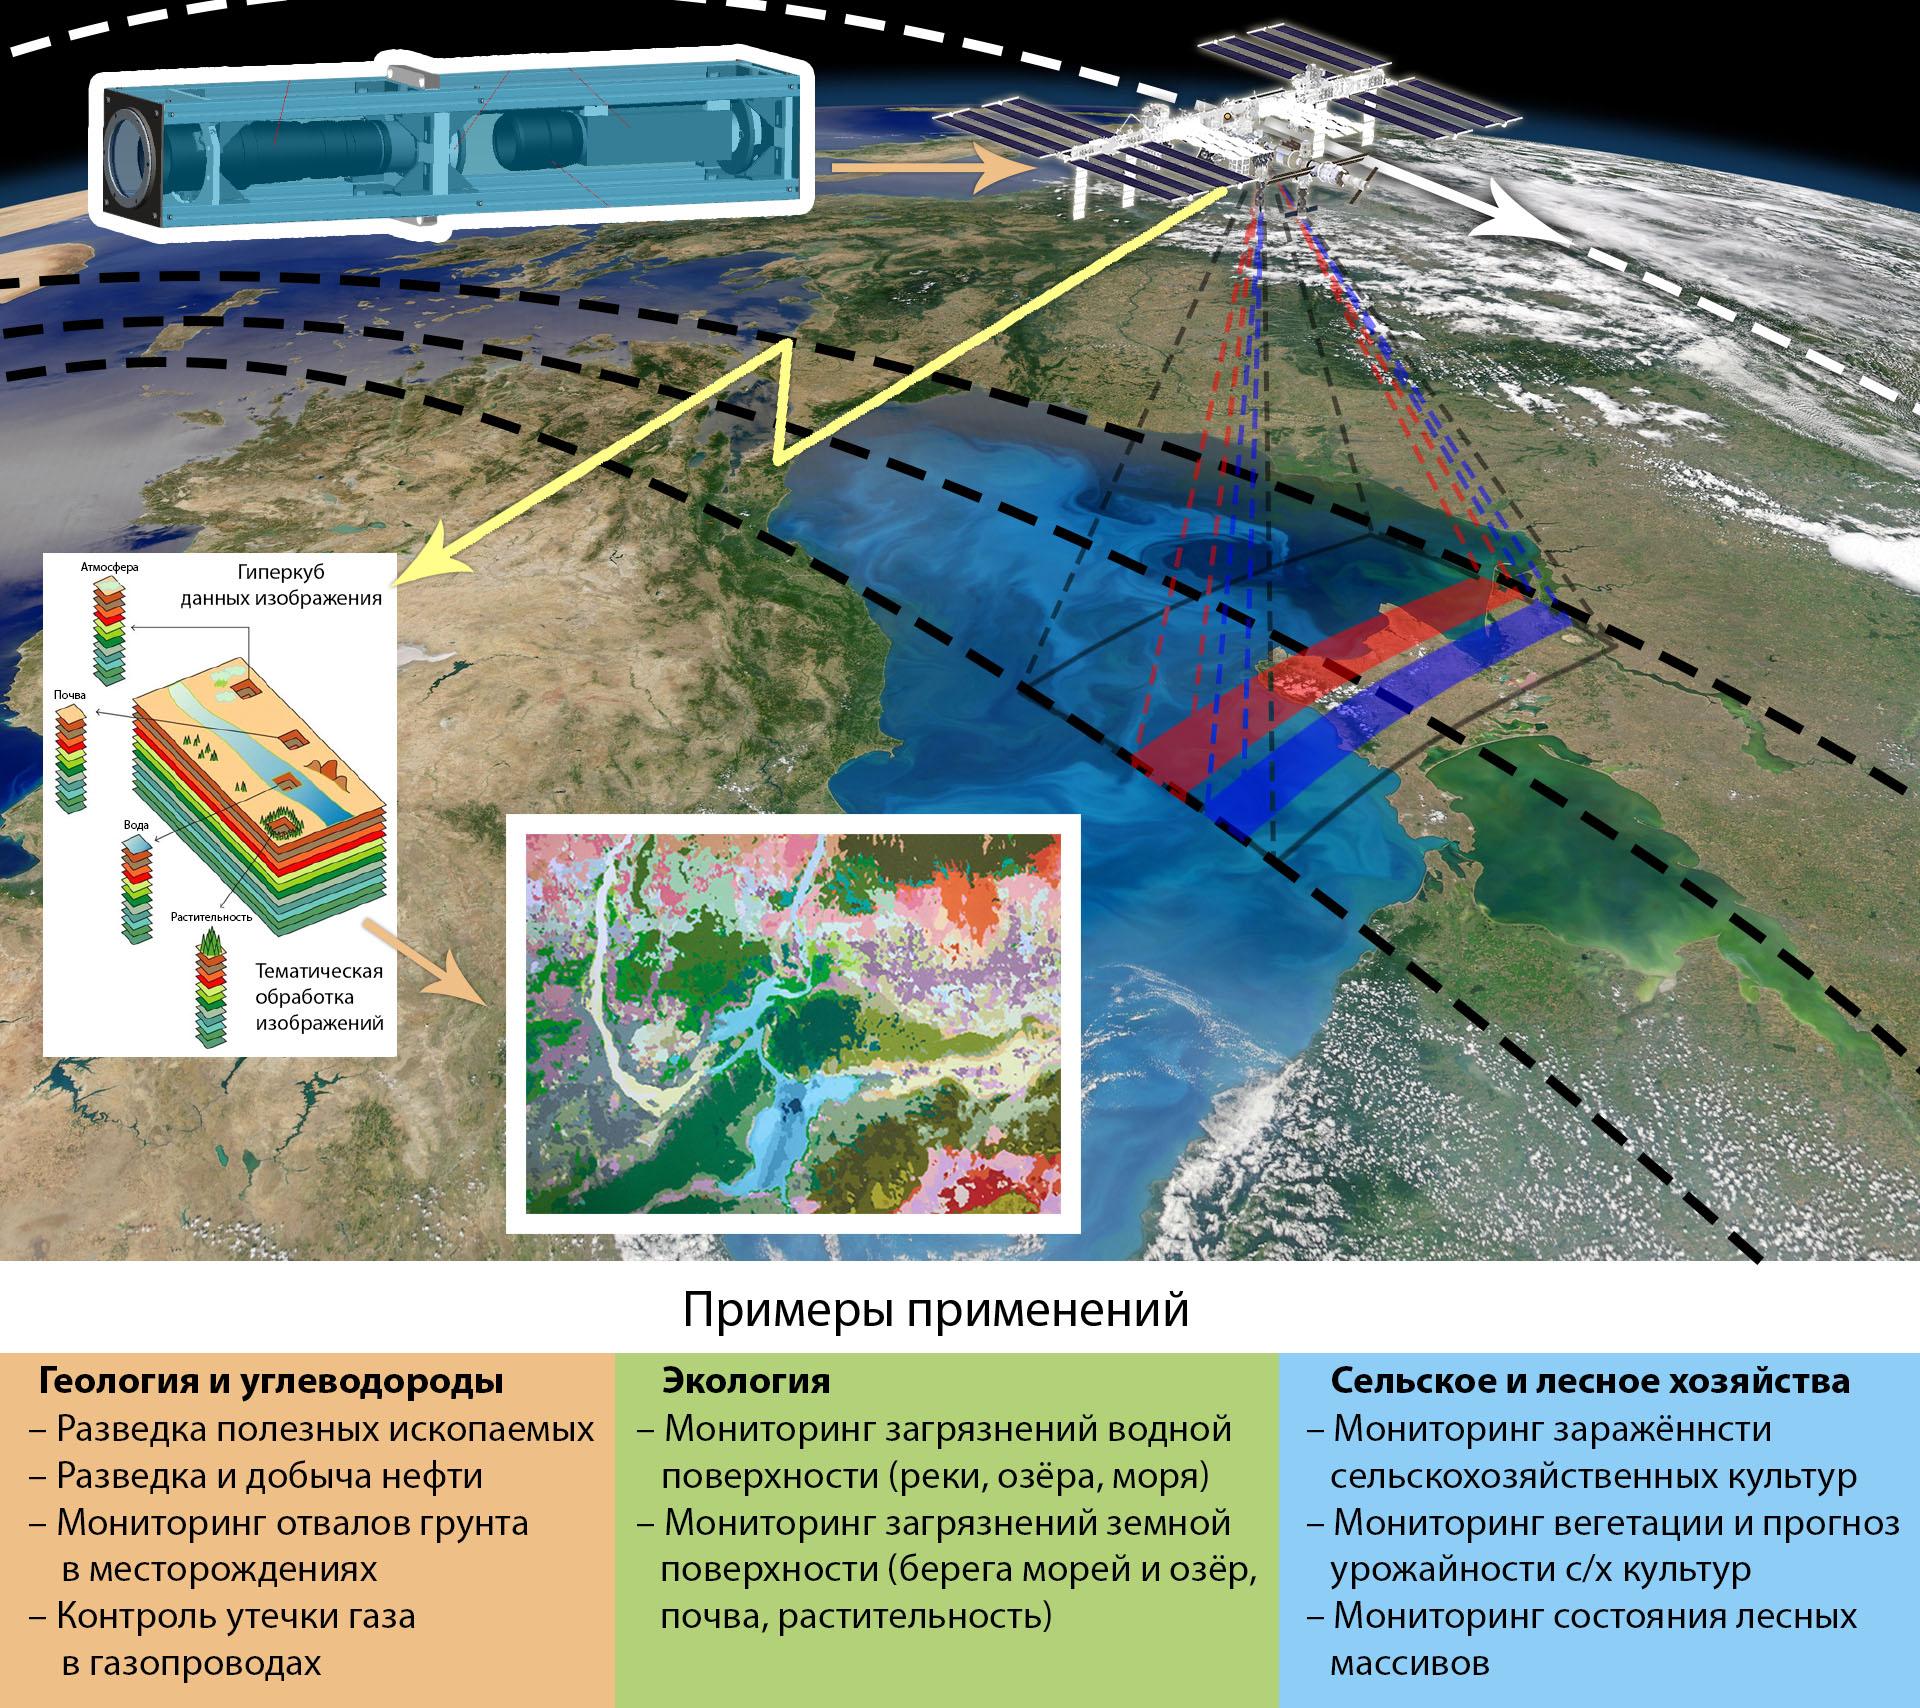 Атмосфера
Гиперкуб
данных изображения
Почва
Вода
Растительность
Тематическая
обработка
изображений
Примеры применений
Геология и углеводороды
– Разведка полезных ископаемых
– Разведка и добыча нефти
– Мониторинг отвалов грунта
в месторождениях
– Контроль утечки газа
в газопроводах
Экология
– Мониторинг загрязнений водной
поверхности (реки, озёра, моря)
– Мониторинг загрязнений земной
поверхности (берега морей и озёр,
почва, растительность)
Сельское и лесное хозяйства
– Мониторинг заражённсти
сельскохозяйственных культур
– Мониторинг вегетации и прогноз
урожайности с/х культур
– Мониторинг состояния лесных
массивов